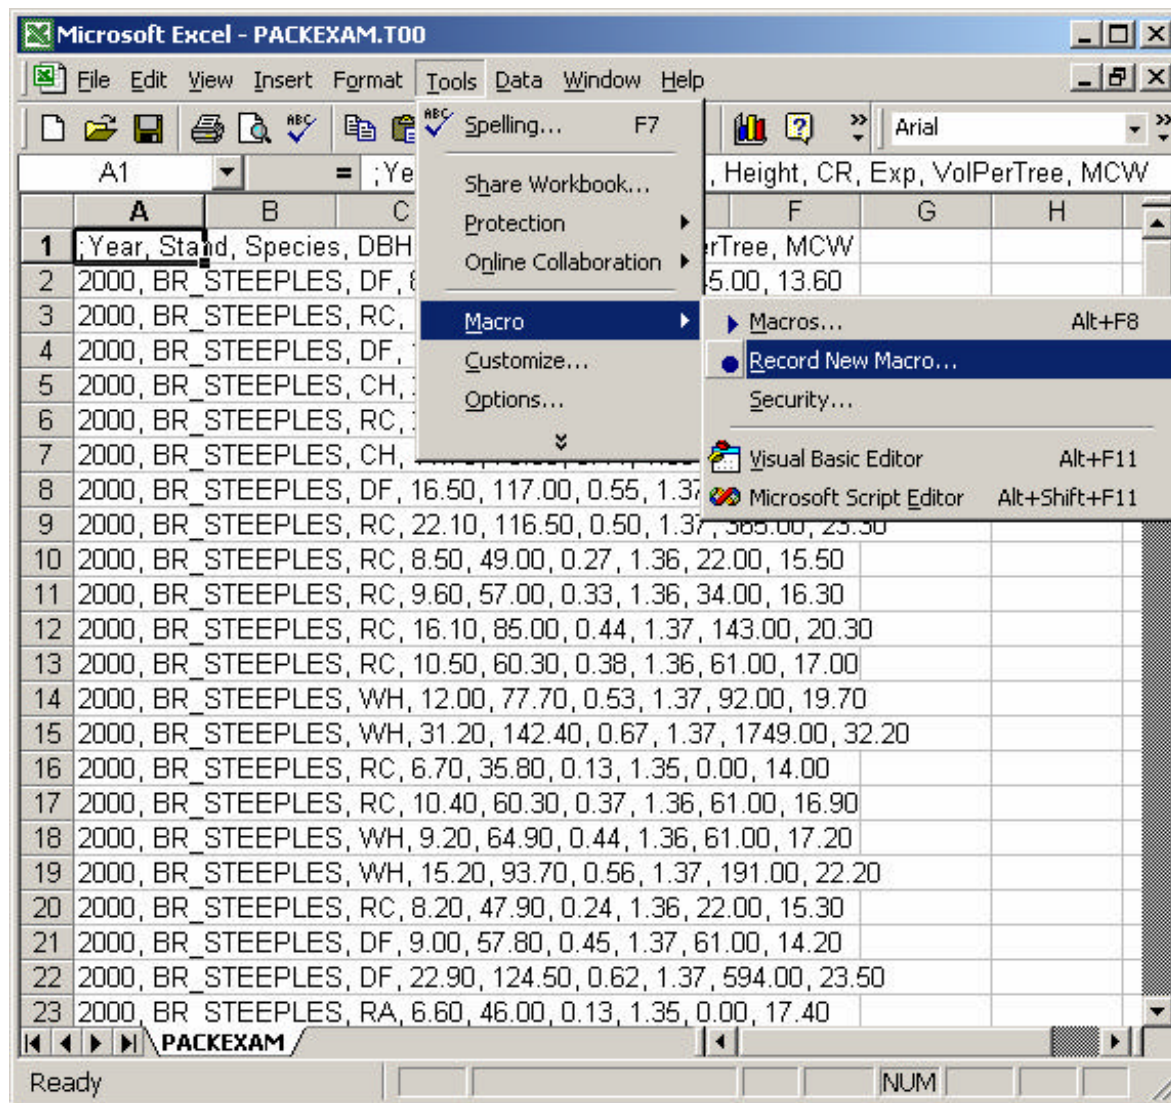 Microsoft Excel - PACKEXAM.T00
File Edit View Insert Format Tools Data Window Help
ABC ABC Spelling... F7 Arial
A1 = ;Ye , Height, CR, Exp, VolPerTree, MCW
Share Workbook...
Protection
Online Collaboration
Macro
Customize...
Options...
Macros... Alt+F8
Record New Macro...
Security...
Visual Basic Editor Alt+F11
Microsoft Script Editor Alt+Shift+F11
A B C F G H
1 ;Year, Stand, Species, DBH erTree, MCW
2 2000, BR_STEEPLES, DF, 5.00, 13.60
3 2000, BR_STEEPLES, RC,
4 2000, BR_STEEPLES, DF,
5 2000, BR_STEEPLES, CH,
6 2000, BR_STEEPLES, RC,
7 2000, BR_STEEPLES, CH,
8 2000, BR_STEEPLES, DF, 16.50, 117.00, 0.55, 1.37
9 2000, BR_STEEPLES, RC, 22.10, 116.50, 0.50, 1.37, 365.00, 23.30
10 2000, BR_STEEPLES, RC, 8.50, 49.00, 0.27, 1.36, 22.00, 15.50
11 2000, BR_STEEPLES, RC, 9.60, 57.00, 0.33, 1.36, 34.00, 16.30
12 2000, BR_STEEPLES, RC, 16.10, 85.00, 0.44, 1.37, 143.00, 20.30
13 2000, BR_STEEPLES, RC, 10.50, 60.30, 0.38, 1.36, 61.00, 17.00
14 2000, BR_STEEPLES, WH, 12.00, 77.70, 0.53, 1.37, 92.00, 19.70
15 2000, BR_STEEPLES, WH, 31.20, 142.40, 0.67, 1.37, 1749.00, 32.20
16 2000, BR_STEEPLES, RC, 6.70, 35.80, 0.13, 1.35, 0.00, 14.00
17 2000, BR_STEEPLES, RC, 10.40, 60.30, 0.37, 1.36, 61.00, 16.90
18 2000, BR_STEEPLES, WH, 9.20, 64.90, 0.44, 1.36, 61.00, 17.20
19 2000, BR_STEEPLES, WH, 15.20, 93.70, 0.56, 1.37, 191.00, 22.20
20 2000, BR_STEEPLES, RC, 8.20, 47.90, 0.24, 1.36, 22.00, 15.30
21 2000, BR_STEEPLES, DF, 9.00, 57.80, 0.45, 1.37, 61.00, 14.20
22 2000, BR_STEEPLES, DF, 22.90, 124.50, 0.62, 1.37, 594.00, 23.50
23 2000, BR_STEEPLES, RA, 6.60, 46.00, 0.13, 1.35, 0.00, 17.40
PACKEXAM
Ready NUM